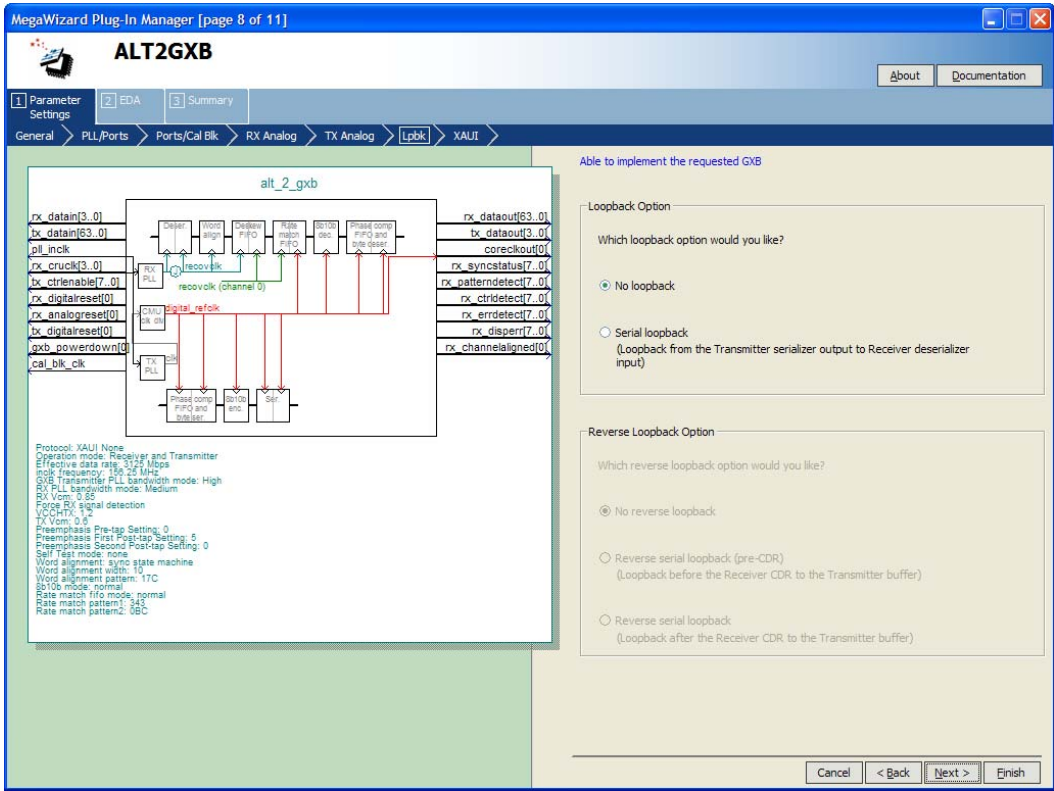 MegaWizard Plug-In Manager [page 8 of 11]
ALT2GXB
About
Documentation
1 Parameter Settings
2 EDA
3 Summary
General
PLL/Ports
Ports/Cal Blk
RX Analog
TX Analog
Lpbk
XAUI
alt_2_gxb
rx_datain[3..0]
tx_datain[63..0]
pll_inclk
rx_cruclk[3..0]
tx_ctrlenable[7..0]
rx_digitalreset[0]
rx_analogreset[0]
tx_digitalreset[0]
gxb_powerdown[0]
cal_blk_clk
Deser.
Word
align
Deskew
FIFO
Rate
match
FIFO
8b10b
dec.
Phase comp
FIFO and
byte deser.
RX
PLL
recovclk
recovclk (channel 0)
CMU
clk div
digital_refclk
TX
PLL
clk
Phase comp
FIFO and
byte ser.
8b10b
enc.
Ser.
rx_dataout[63..0]
tx_dataout[3..0]
coreclkout[0]
rx_syncstatus[7..0]
rx_patterndetect[7..0]
rx_ctrldetect[7..0]
rx_errdetect[7..0]
rx_disperr[7..0]
rx_channelaligned[0]
Protocol: XAUI None
Operation mode: Receiver and Transmitter
Effective data rate: 3125 Mbps
inclk frequency: 156.25 MHz
GXB Transmitter PLL bandwidth mode: High
RX PLL bandwidth mode: Medium
RX Vcm: 0.85
Force RX signal detection
VCCHTX: 1.2
TX Vcm: 0.6
Preemphasis Pre-tap Setting: 0
Preemphasis First Post-tap Setting: 5
Preemphasis Second Post-tap Setting: 0
Self Test mode: none
Word alignment: sync state machine
Word alignment width: 10
Word alignment pattern: 17C
8b10b mode: normal
Rate match fifo mode: normal
Rate match pattern1: 343
Rate match pattern2: 0BC
Able to implement the requested GXB
Loopback Option
Which loopback option would you like?
No loopback
Serial loopback
(Loopback from the Transmitter serializer output to Receiver deserializer
input)
Reverse Loopback Option
Which reverse loopback option would you like?
No reverse loopback
Reverse serial loopback (pre-CDR)
(Loopback before the Receiver CDR to the Transmitter buffer)
Reverse serial loopback
(Loopback after the Receiver CDR to the Transmitter buffer)
Cancel
< Back
Next >
Finish